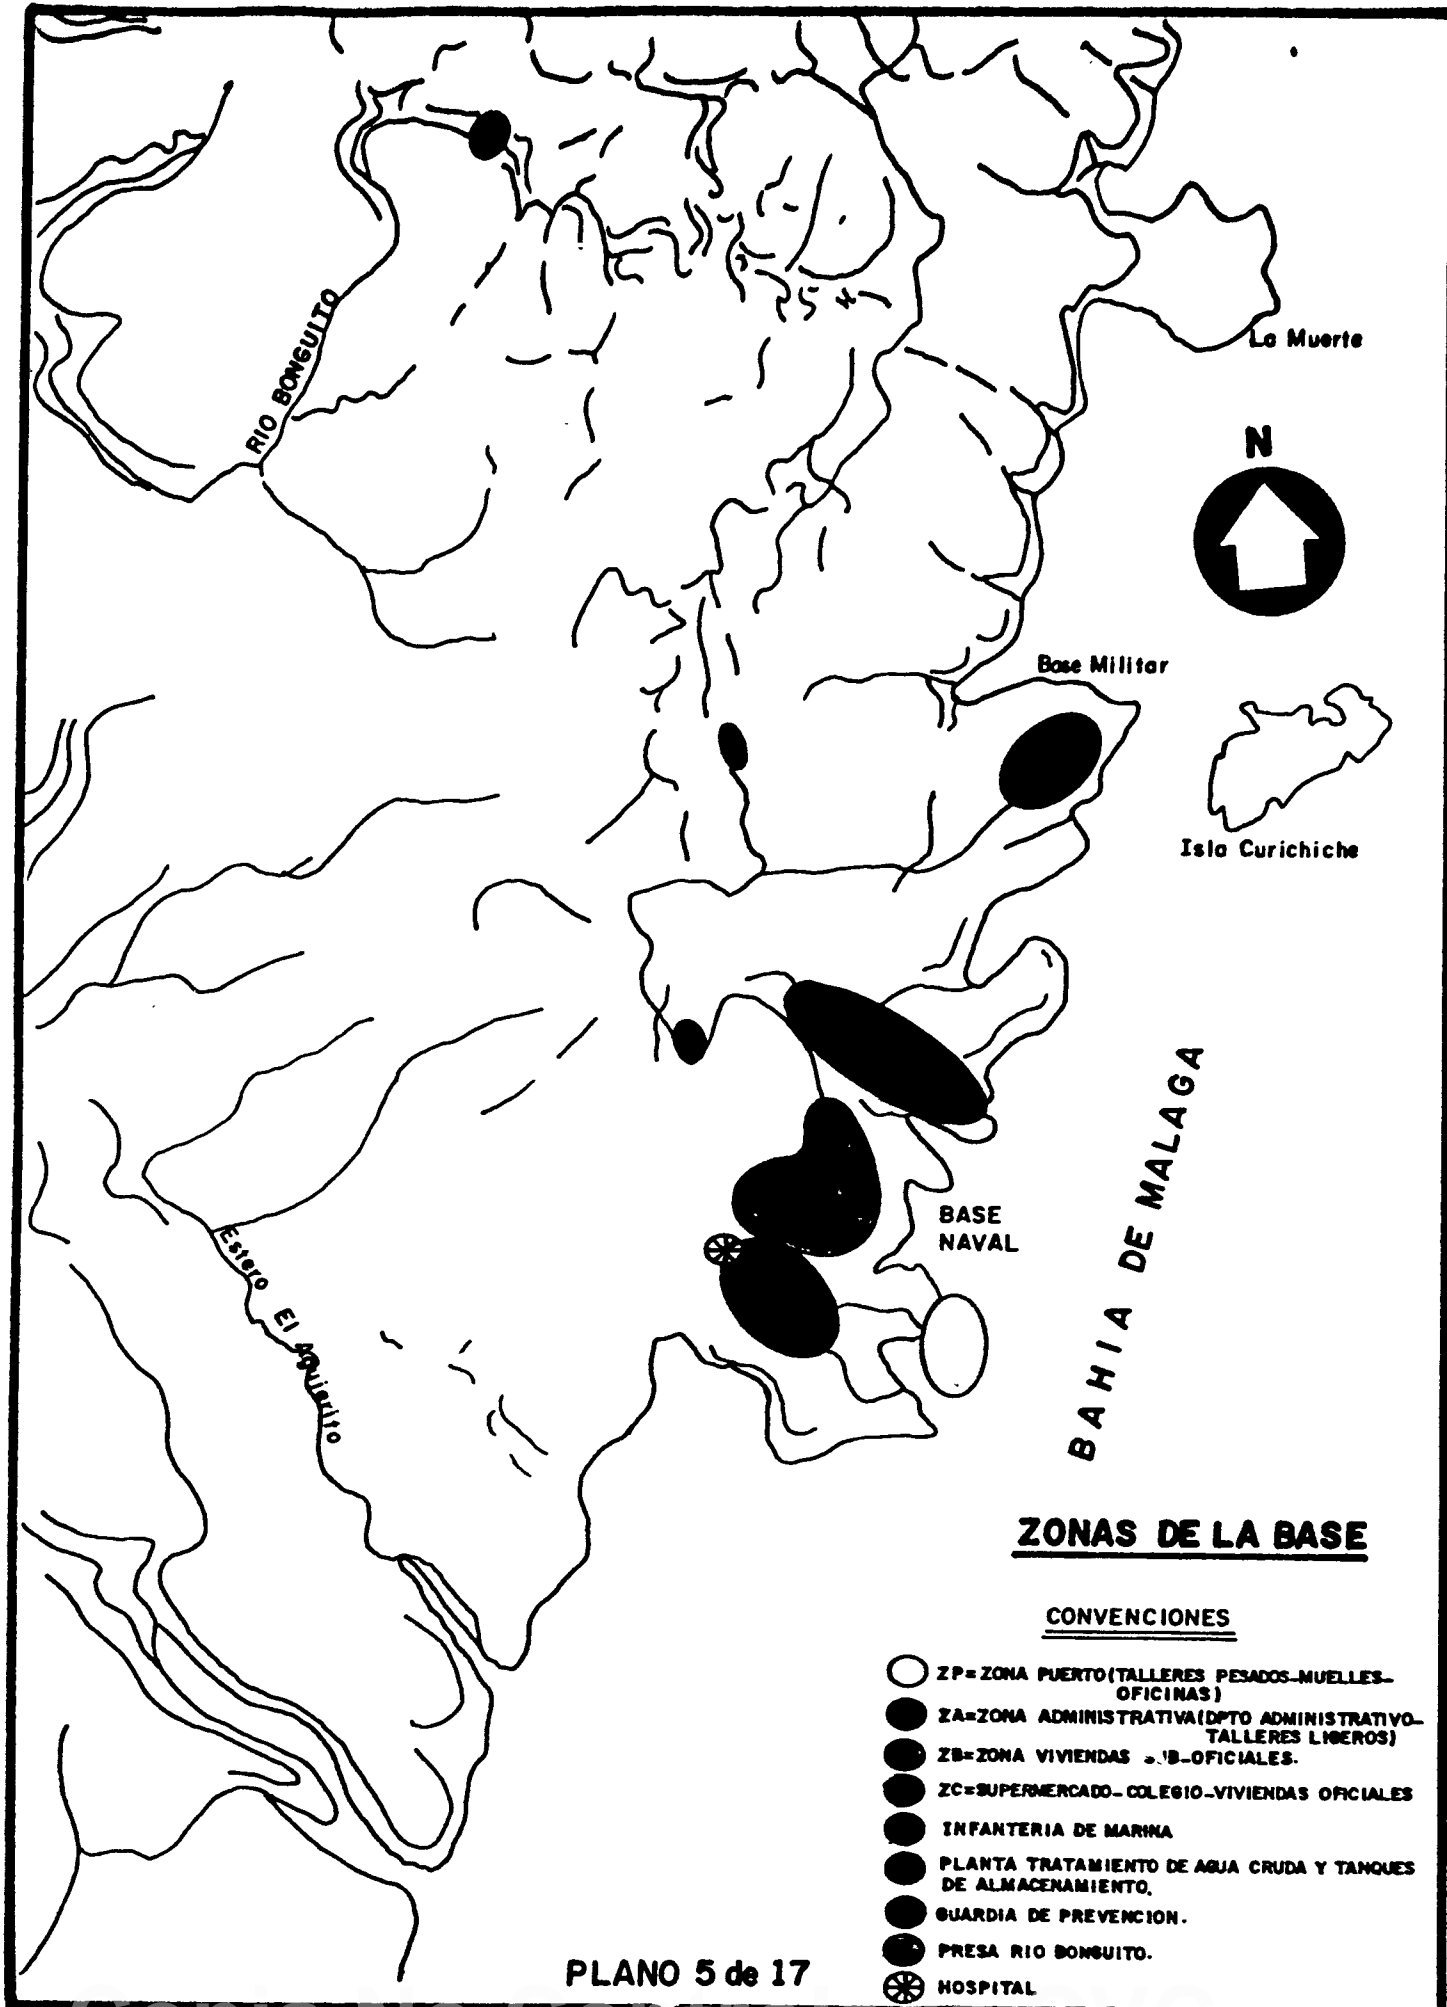 RIO BONGUITO
La Muerte
N
Base Militar
Isla Curichiche
BAHIA DE MALAGA
BASE
NAVAL
Estero El Agujerito
ZONAS DE LA BASE
CONVENCIONES
ZP=ZONA PUERTO(TALLERES PESADOS-MUELLES-
OFICINAS)
ZA=ZONA ADMINISTRATIVA(DPTO ADMINISTRATIVO-
TALLERES LIGEROS)
ZB=ZONA VIVIENDAS SUB-OFICIALES.
ZC=SUPERMERCADO-COLEGIO-VIVIENDAS OFICIALES
INFANTERIA DE MARINA
PLANTA TRATAMIENTO DE AGUA CRUDA Y TANQUES
DE ALMACENAMIENTO.
GUARDIA DE PREVENCION.
PRESA RIO BONGUITO.
HOSPITAL
PLANO 5 de 17